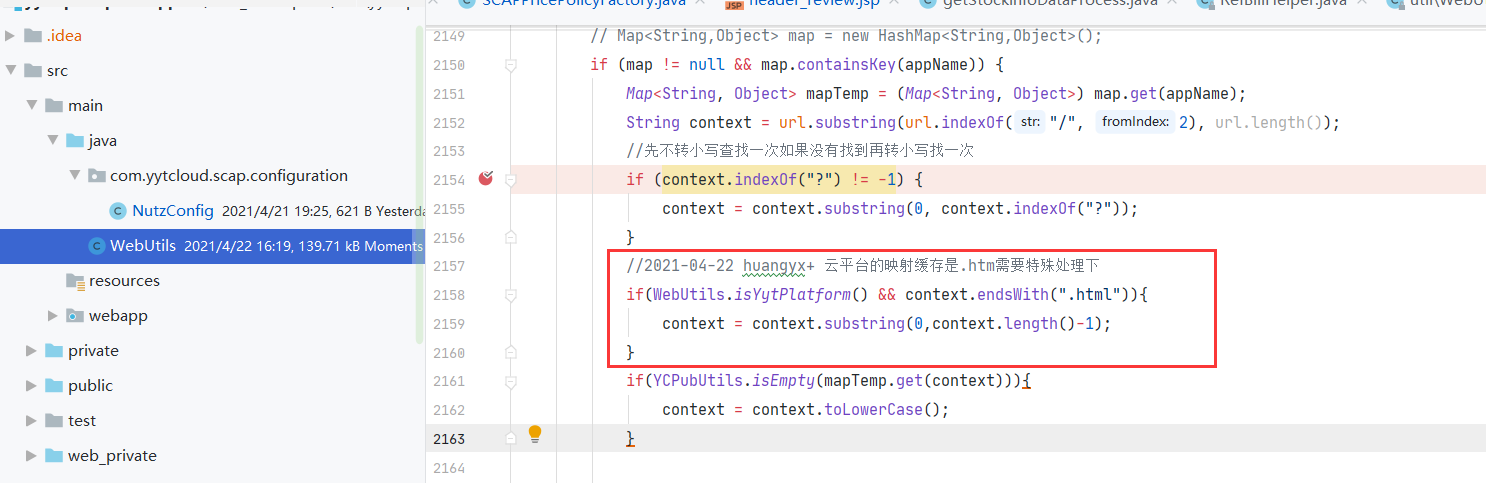 SCAPPricePolicyFactory.java
header_review.jsp
getStockInfoDataProcess.java
RefBillHelper.java
.idea
src
main
java
com.yytcloud.scap.configuration
NutzConfig 2021/4/21 19:25, 621 B Yesterda
WebUtils 2021/4/22 16:19, 139.71 kB Moments
resources
webapp
private
public
test
web_private
2149 // Map<String,Object> map = new HashMap<String,Object>();
2150 if (map != null && map.containsKey(appName)) {
2151 Map<String, Object> mapTemp = (Map<String, Object>) map.get(appName);
2152 String context = url.substring(url.indexOf( str: "/", fromIndex: 2), url.length());
2153 //先不转小写查找一次如果没有找到再转小写找一次
2154 if (context.indexOf("?") != -1) {
2155 context = context.substring(0, context.indexOf("?"));
2156 }
2157 //2021-04-22 huangyx+ 云平台的映射缓存是.htm需要特殊处理下
2158 if(WebUtils.isYytPlatform() && context.endsWith(".html")){
2159 context = context.substring(0,context.length()-1);
2160 }
2161 if(YCPubUtils.isEmpty(mapTemp.get(context))){
2162 context = context.toLowerCase();
2163 }
2164